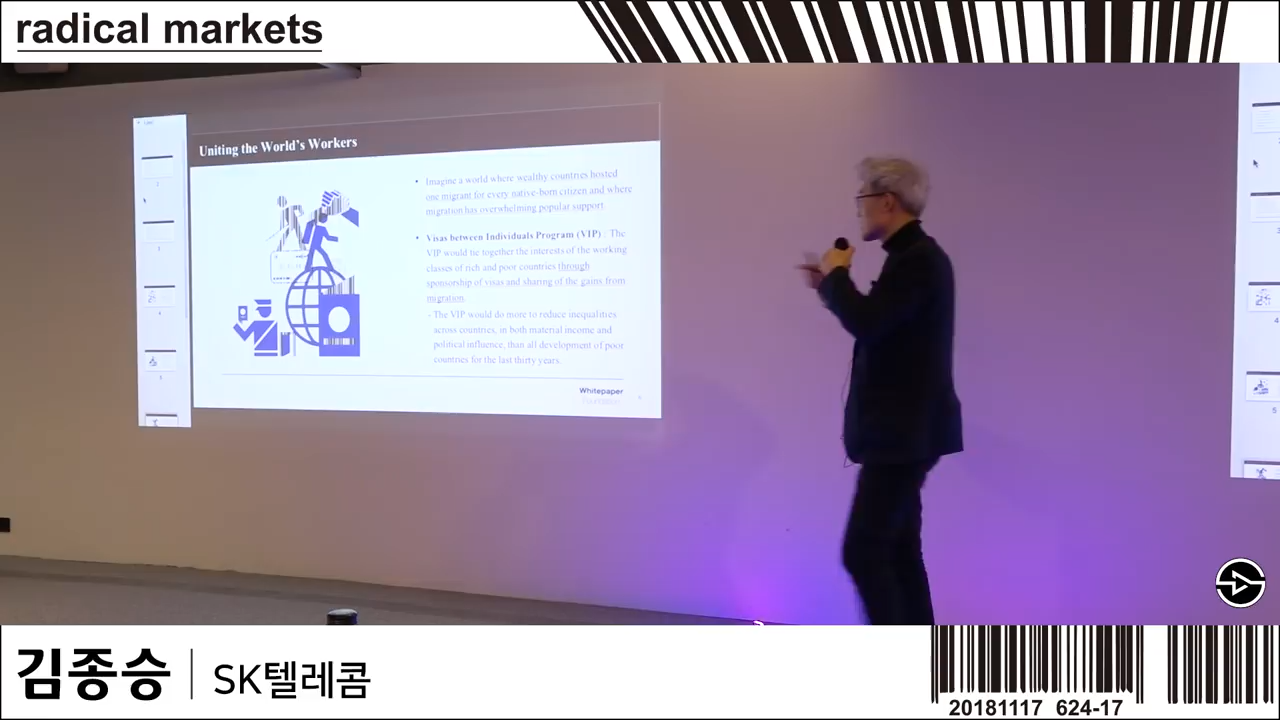 radical markets
Uniting the World's Workers
• Imagine a world where wealthy countries hosted
one migrant for every native-born citizen and where
migration has overwhelming popular support.
• Visas between Individuals Program (VIP) : The
VIP would tie together the interests of the working
classes of rich and poor countries through
sponsorship of visas and sharing of the gains from
migration.
- The VIP would do more to reduce inequalities
across countries, in both material income and
political influence, than all development of poor
countries for the last thirty years.
Whitepaper
김종승 | SK텔레콤
20181117 624-17